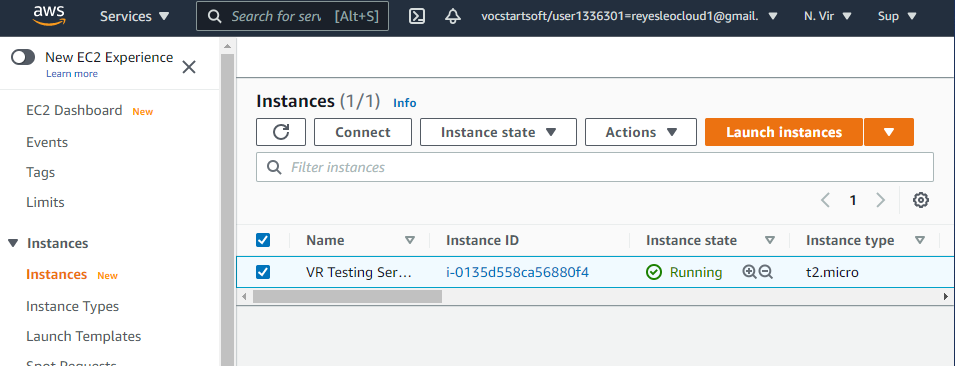 aws Services ▼ Search for serv [Alt+S] vocstartsoft/user1336301=reyesleocloud1@gmail. ▼ N. Vir ▼ Sup ▼
New EC2 Experience
Learn more
EC2 Dashboard New
Events
Tags
Limits
Instances
Instances New
Instance Types
Launch Templates
Spot Requests
Instances (1/1) Info
Connect Instance state ▼ Actions ▼ Launch instances ▼
Filter instances
1
Name Instance ID Instance state Instance type
VR Testing Ser... i-0135d558ca56880f4 Running t2.micro